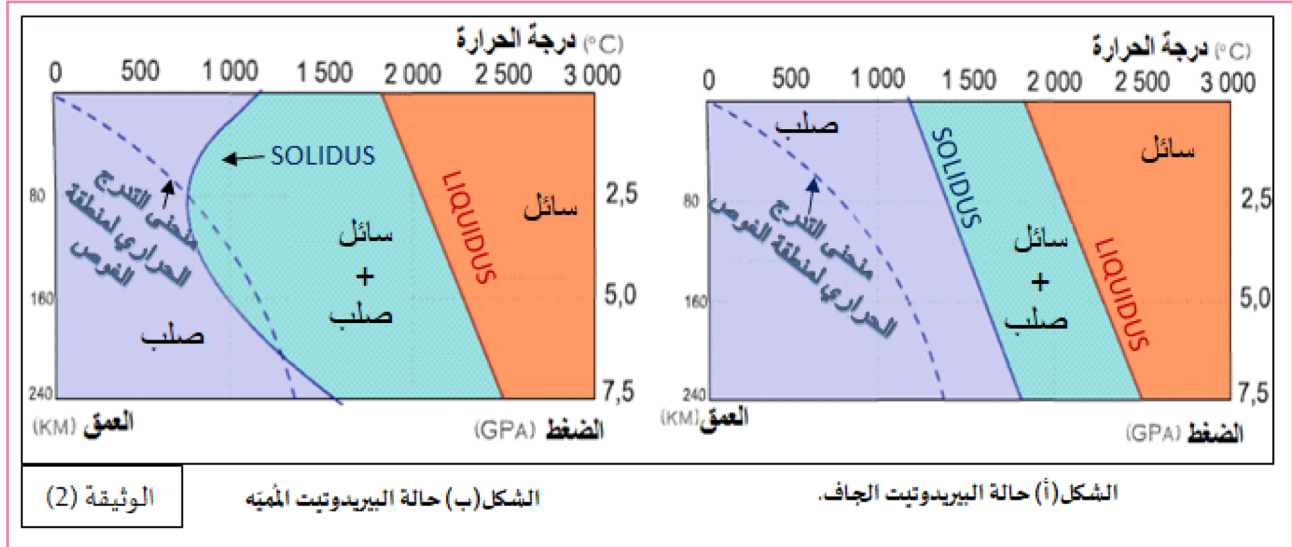 درجة الحرارة (°C)
0 500 1 000 1 500 2 000 2 500 3 000
صلب
سائل
SOLIDUS
LIQUIDUS
سائل
+
صلب
منحنى التدرج
الحراري لمنطقة الغوص
80
160
240
2,5
5,0
7,5
العمق (KM)
الضغط (GPA)
الشكل(أ) حالة البيريدوتيت الجاف.
درجة الحرارة (°C)
0 500 1 000 1 500 2 000 2 500 3 000
SOLIDUS
LIQUIDUS
سائل
سائل
+
صلب
صلب
منحنى التدرج
الحراري لمنطقة
الغوص
80
160
240
2,5
5,0
7,5
العمق (KM)
الضغط (GPA)
الشكل(ب) حالة البيريدوتيت المُميَه
الوثيقة (2)